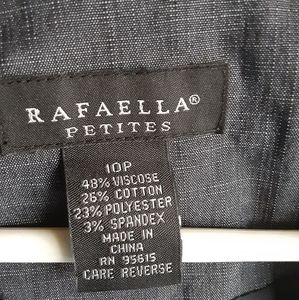 RAFAELLA®
PETITES
10P
48% VISCOSE
26% COTTON
23% POLYESTER
3% SPANDEX
MADE IN
CHINA
RN 95615
CARE REVERSE